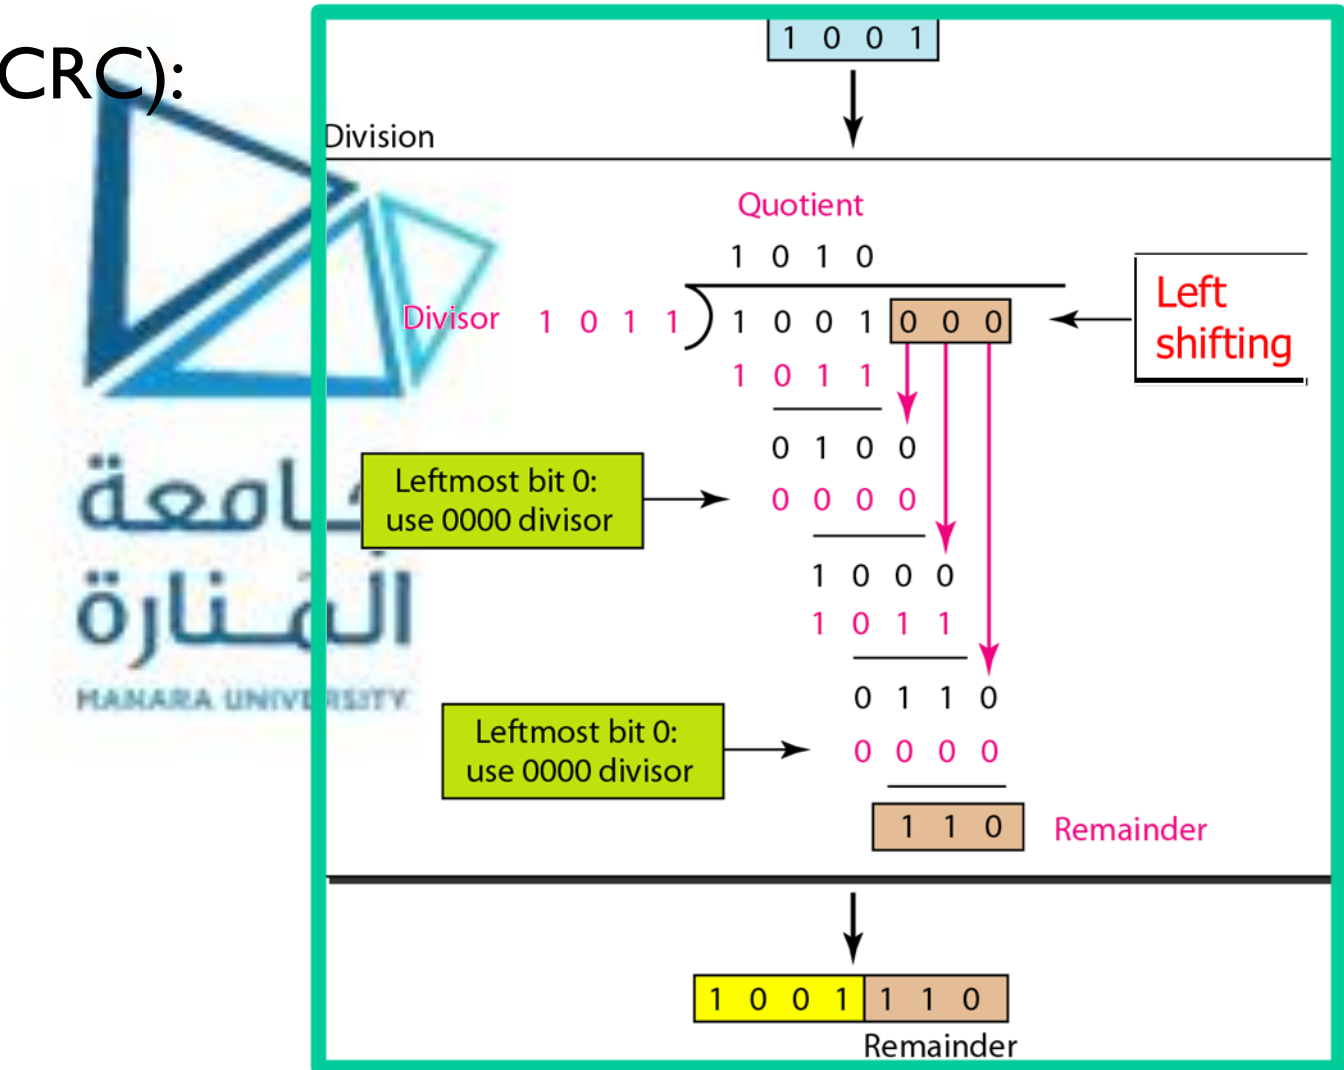 CRC):
1 0 0 1
Division
Quotient
1 0 1 0
Divisor 1 0 1 1 1 0 0 1 0 0 0
Left
shifting
1 0 1 1
0 1 0 0
Leftmost bit 0:
use 0000 divisor
0 0 0 0
1 0 0 0
1 0 1 1
0 1 1 0
Leftmost bit 0:
use 0000 divisor
0 0 0 0
1 1 0 Remainder
1 0 0 1 1 1 0
Remainder
جامعة
المنارة
MANARA UNIVERSITY